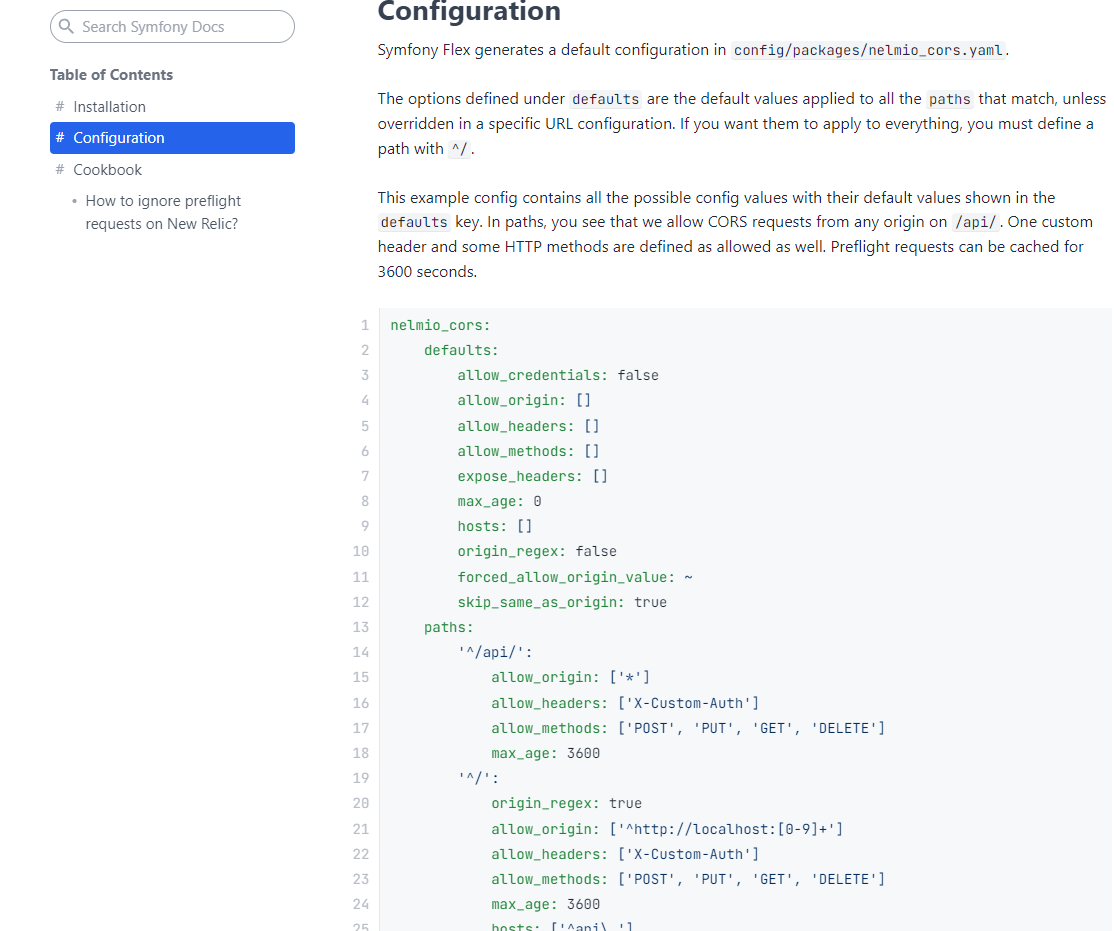 Search Symfony Docs
Table of Contents
# Installation
# Configuration
# Cookbook
• How to ignore preflight
requests on New Relic?
Configuration
Symfony Flex generates a default configuration in config/packages/nelmio_cors.yaml.
The options defined under defaults are the default values applied to all the paths that match, unless
overridden in a specific URL configuration. If you want them to apply to everything, you must define a
path with ^/.
This example config contains all the possible config values with their default values shown in the
defaults key. In paths, you see that we allow CORS requests from any origin on /api/. One custom
header and some HTTP methods are defined as allowed as well. Preflight requests can be cached for
3600 seconds.
1 nelmio_cors:
2     defaults:
3         allow_credentials: false
4         allow_origin: []
5         allow_headers: []
6         allow_methods: []
7         expose_headers: []
8         max_age: 0
9         hosts: []
10         origin_regex: false
11         forced_allow_origin_value: ~
12         skip_same_as_origin: true
13     paths:
14         '^/api/':
15             allow_origin: ['*']
16             allow_headers: ['X-Custom-Auth']
17             allow_methods: ['POST', 'PUT', 'GET', 'DELETE']
18             max_age: 3600
19         '^/':
20             origin_regex: true
21             allow_origin: ['^http://localhost:[0-9]+']
22             allow_headers: ['X-Custom-Auth']
23             allow_methods: ['POST', 'PUT', 'GET', 'DELETE']
24             max_age: 3600
25             hosts: ['^api\.']